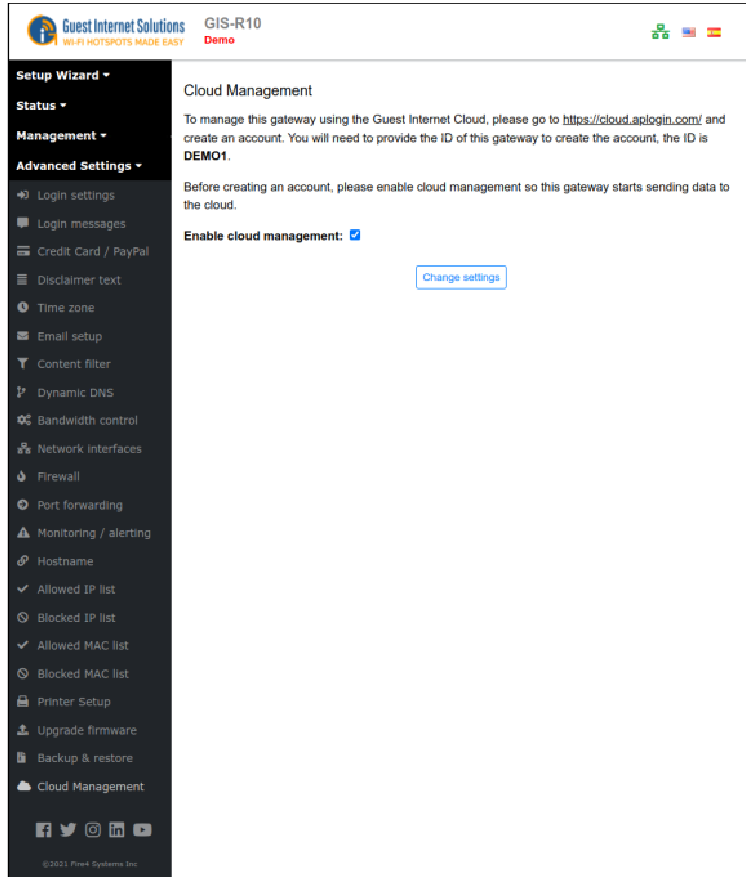 Guest Internet Solutions
WI-FI HOTSPOTS MADE EASY
GIS-R10
Demo
Setup Wizard
Status
Management
Advanced Settings
Login settings
Login messages
Credit Card / PayPal
Disclaimer text
Time zone
Email setup
Content filter
Dynamic DNS
Bandwidth control
Network interfaces
Firewall
Port forwarding
Monitoring / alerting
Hostname
Allowed IP list
Blocked IP list
Allowed MAC list
Blocked MAC list
Printer Setup
Upgrade firmware
Backup & restore
Cloud Management
©2021 Fire4 Systems Inc
Cloud Management
To manage this gateway using the Guest Internet Cloud, please go to https://cloud.aplogin.com/ and
create an account. You will need to provide the ID of this gateway to create the account, the ID is
DEMO1.
Before creating an account, please enable cloud management so this gateway starts sending data to
the cloud.
Enable cloud management:
Change settings